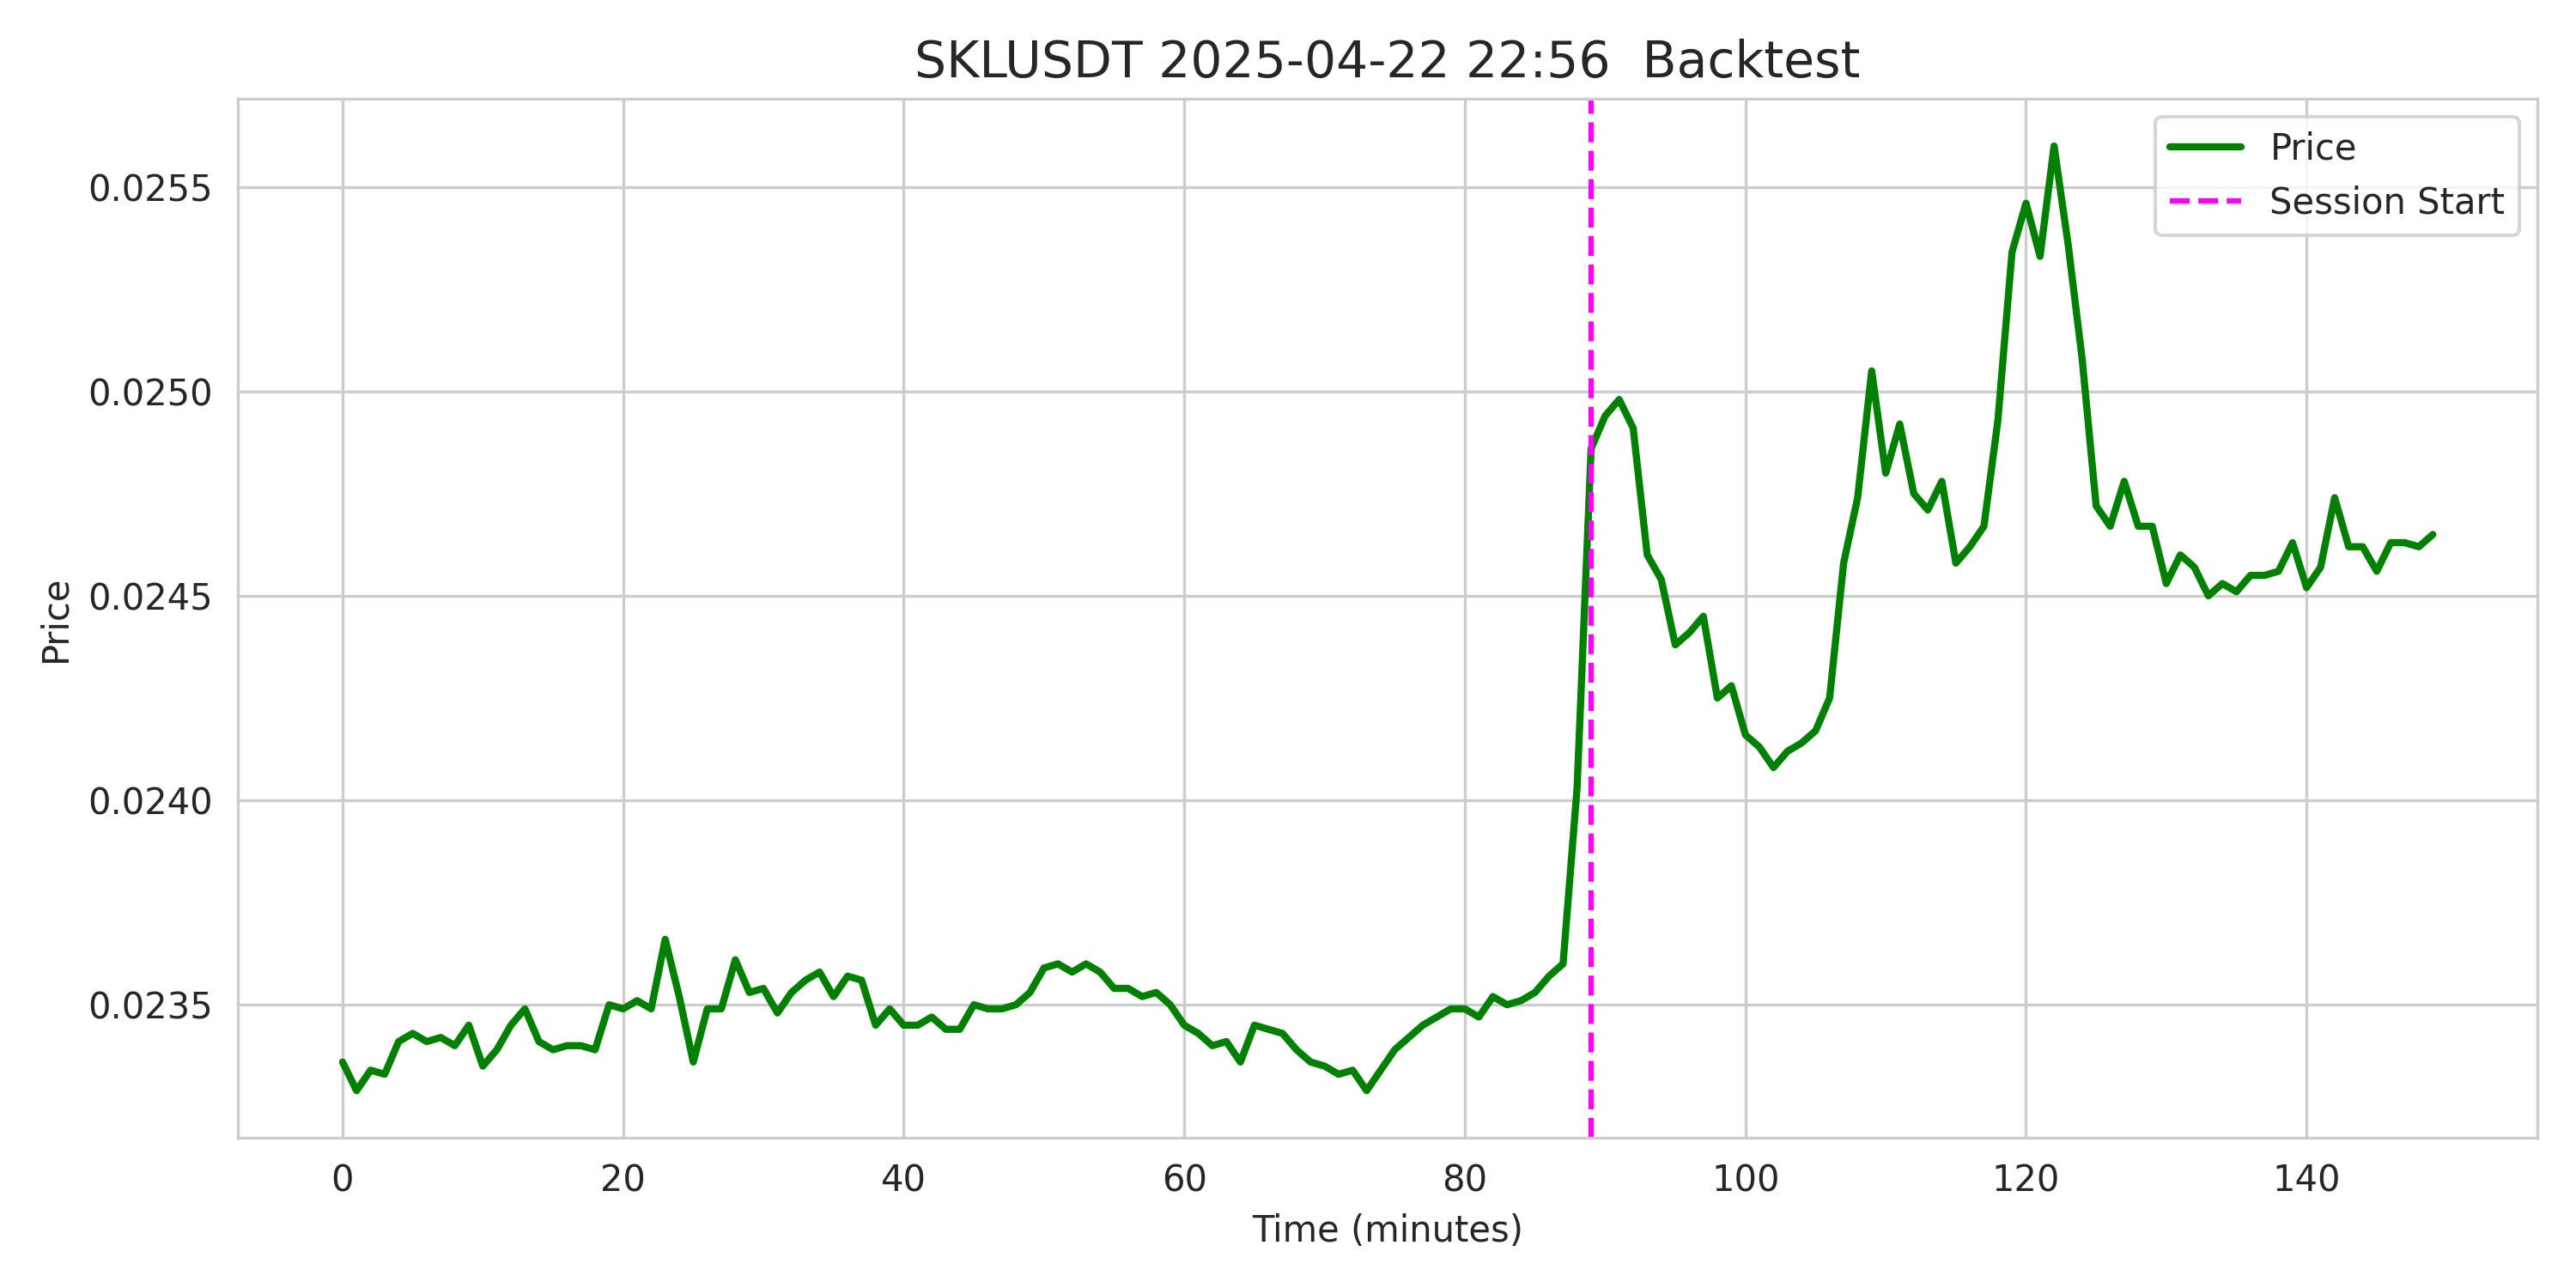 SKLUSDT 2025-04-22 22:56  Backtest
Price
Session Start
0.0255
0.0250
0.0245
0.0240
0.0235
Price
0 20 40 60 80 100 120 140
Time (minutes)